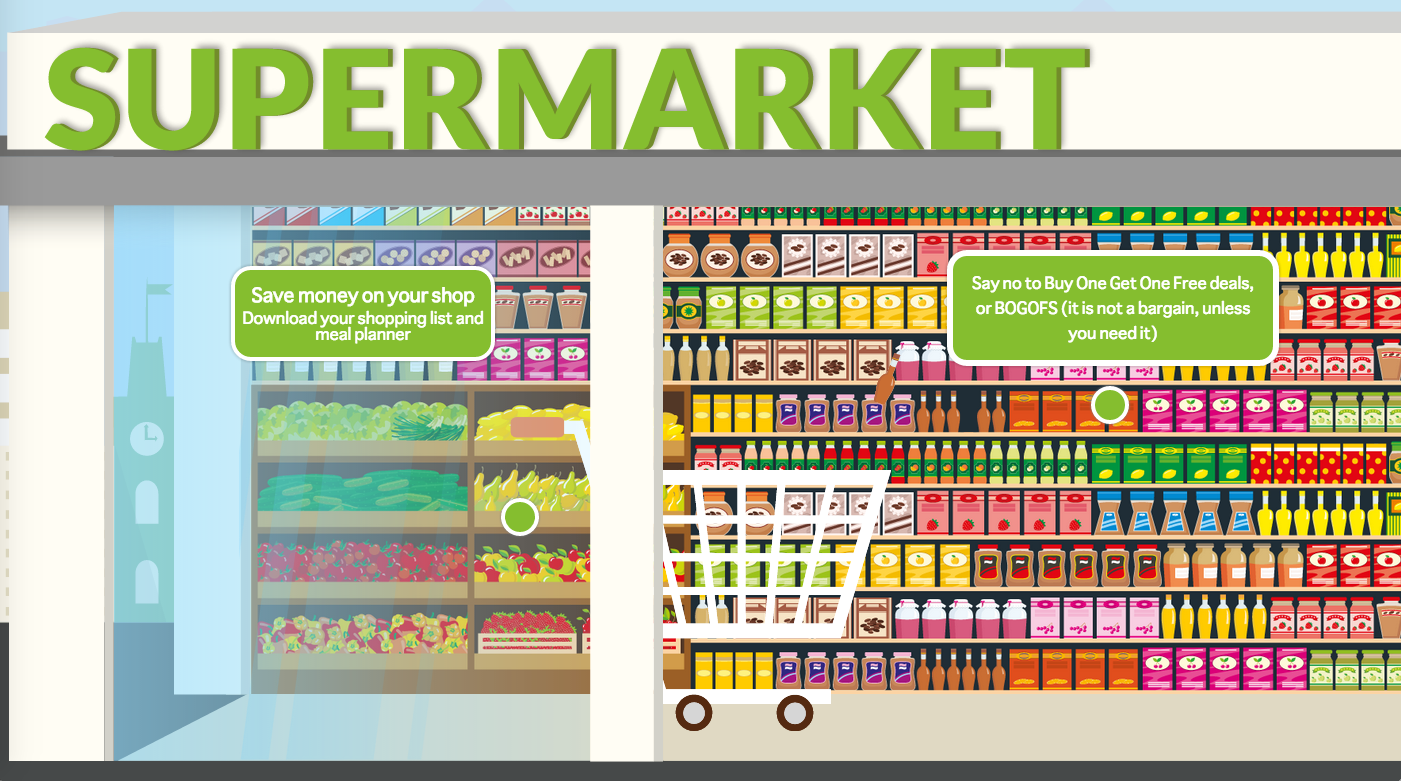 SUPERMARKET
Save money on your shop
Download your shopping list and
meal planner
Say no to Buy One Get One Free deals,
or BOGOFS (it is not a bargain, unless
you need it)